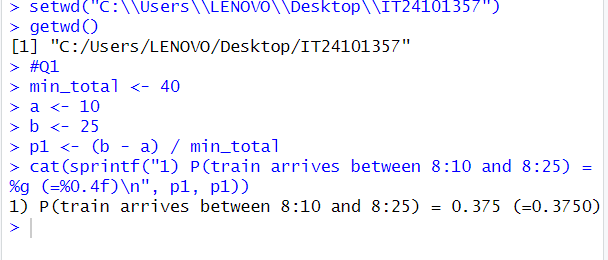 > setwd("C:\\Users\\LENOVO\\Desktop\\IT24101357")
> getwd()
[1] "C:/Users/LENOVO/Desktop/IT24101357"
> #Q1
> min_total <- 40
> a <- 10
> b <- 25
> p1 <- (b - a) / min_total
> cat(sprintf("1) P(train arrives between 8:10 and 8:25) =
%g (=%0.4f)\n", p1, p1))
1) P(train arrives between 8:10 and 8:25) = 0.375 (=0.3750)
>